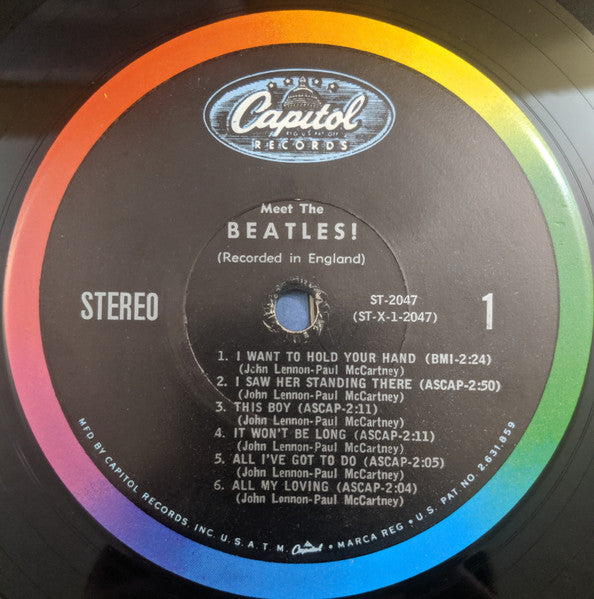 Capitol
REG. U.S. PAT. OFF.
RECORDS
Meet The
BEATLES!
(Recorded in England)
STEREO
ST-2047
(ST-X-1-2047)
1
1. I WANT TO HOLD YOUR HAND (BMI-2:24)
(John Lennon-Paul McCartney)
2. I SAW HER STANDING THERE (ASCAP-2:50)
(John Lennon-Paul McCartney)
3. THIS BOY (ASCAP-2:11)
(John Lennon-Paul McCartney)
4. IT WON'T BE LONG (ASCAP-2:11)
(John Lennon-Paul McCartney)
5. ALL I'VE GOT TO DO (ASCAP-2:05)
(John Lennon-Paul McCartney)
6. ALL MY LOVING (ASCAP-2:04)
(John Lennon-Paul McCartney)
MFD BY CAPITOL RECORDS, INC. U.S.A. T.M. Capitol • MARCA REG • U.S. PAT. NO. 2,631,859